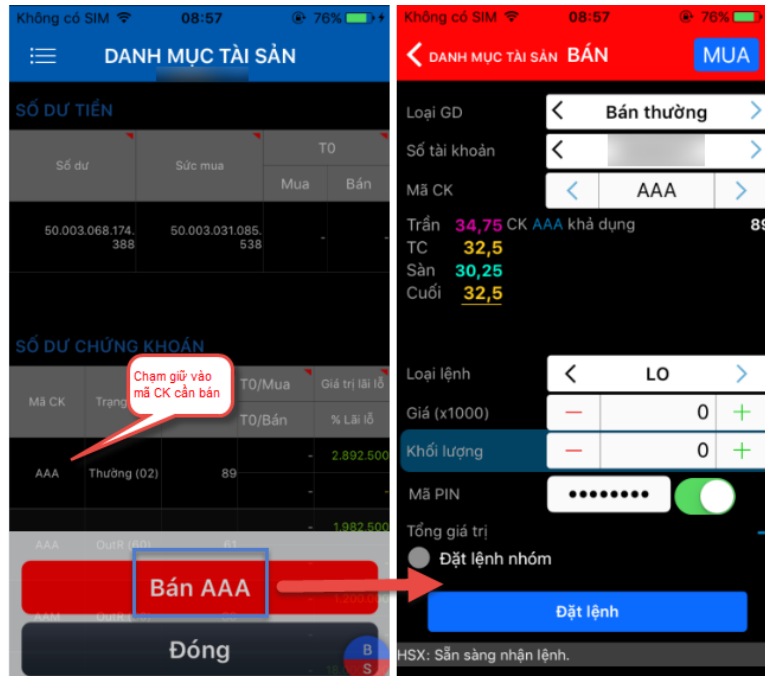 Không có SIM 08:57 76%
DANH MỤC TÀI SẢN
SỐ DƯ TIỀN
Số dư Sức mua T0
Mua Bán
50.003.068.174.
388
50.003.031.085.
538
- -
SỐ DƯ CHỨNG KHOÁN
Chạm giữ vào
mã CK cần bán
Mã CK Trạng T0/Mua Giá trị lãi lỗ
T0/Bán % Lãi lỗ
AAA Thường (02) 89 - 2.892.500
- -
AAA OutR (60) 61 - 1.982.500
Bán AAA
AAM OutR
Đóng
B
S
Không có SIM 08:57 76%
DANH MỤC TÀI SẢN BÁN MUA
Loại GD Bán thường
Số tài khoản
Mã CK AAA
Trần 34,75 CK AAA khả dụng 89
TC 32,5
Sàn 30,25
Cuối 32,5
Loại lệnh LO
Giá (x1000) − 0 +
Khối lượng − 0 +
Mã PIN ••••••••
Tổng giá trị -
Đặt lệnh nhóm
Đặt lệnh
HSX: Sẵn sàng nhận lệnh.